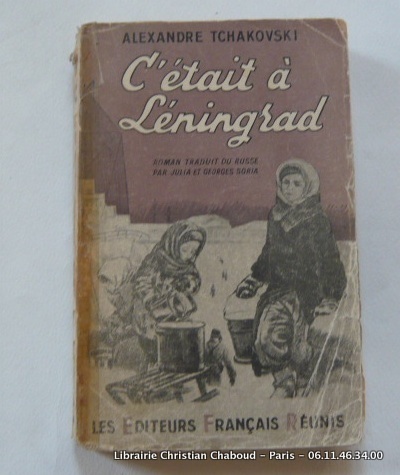 ALEXANDRE TCHAKOVSKI
C'était à
Léningrad
ROMAN TRADUIT DU RUSSE
PAR JULIA ET GEORGES SORIA
LES EDITEURS FRANÇAIS RÉUNIS
Librairie Christian Chaboud - Paris - 06.11.46.34.00